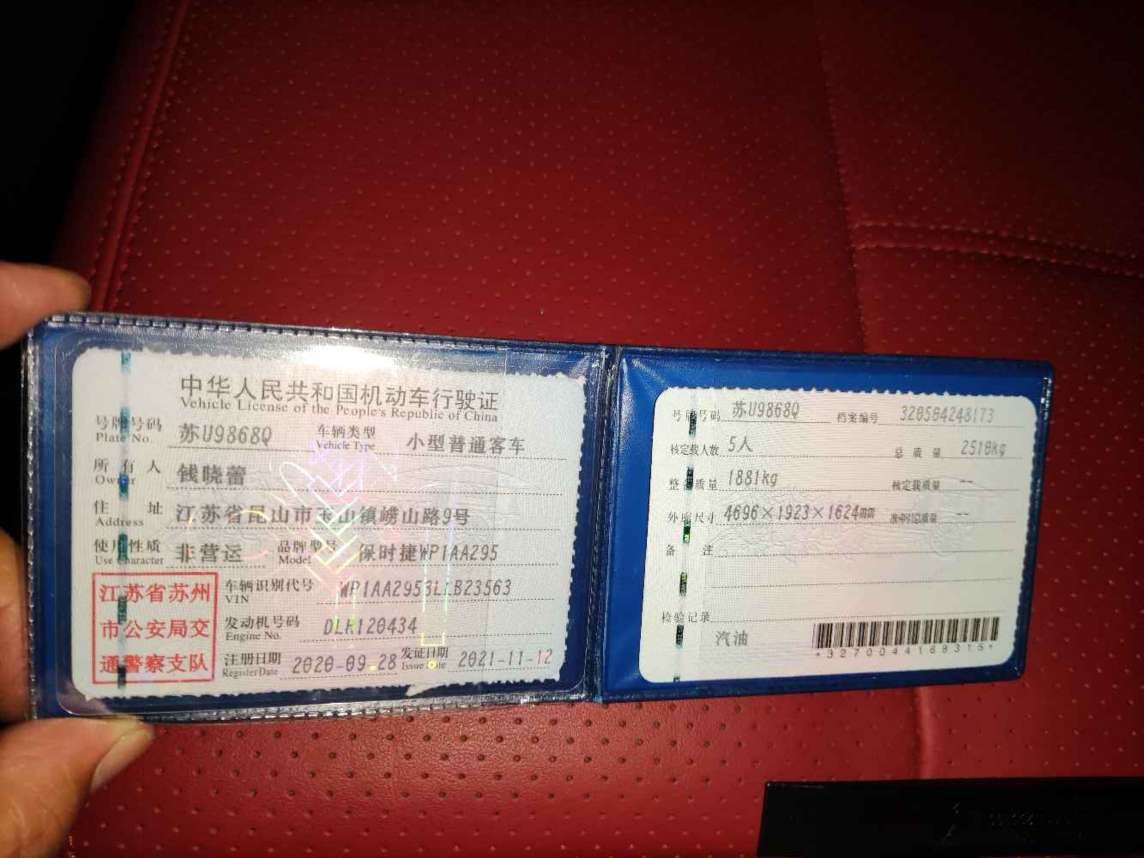 中华人民共和国机动车行驶证
Vehicle License of the People's Republic of China
号牌号码 苏U9868Q 车辆类型 小型普通客车
Plate No. Vehicle Type
所有人 钱晓蕾
Owner
住址 江苏省昆山市玉山镇崂山路9号
Address
使用性质 非营运 品牌型号 保时捷WP1AA295
Use Character Model
江苏省苏州
市公安局交
通警察支队
车辆识别代号
VIN
发动机号码 DLR120434
Engine No.
注册日期 2020-09-28 发证日期 2021-11-12
Register Date Issue Date
号牌号码 苏U9868Q 档案编号 320504248173
核定载人数 5人 总质量 2510kg
整备质量 1881kg 核定载质量 --
外廓尺寸 4696×1923×1624mm 准牵引总质量 --
备注
检验记录
汽油
*3270044168315*